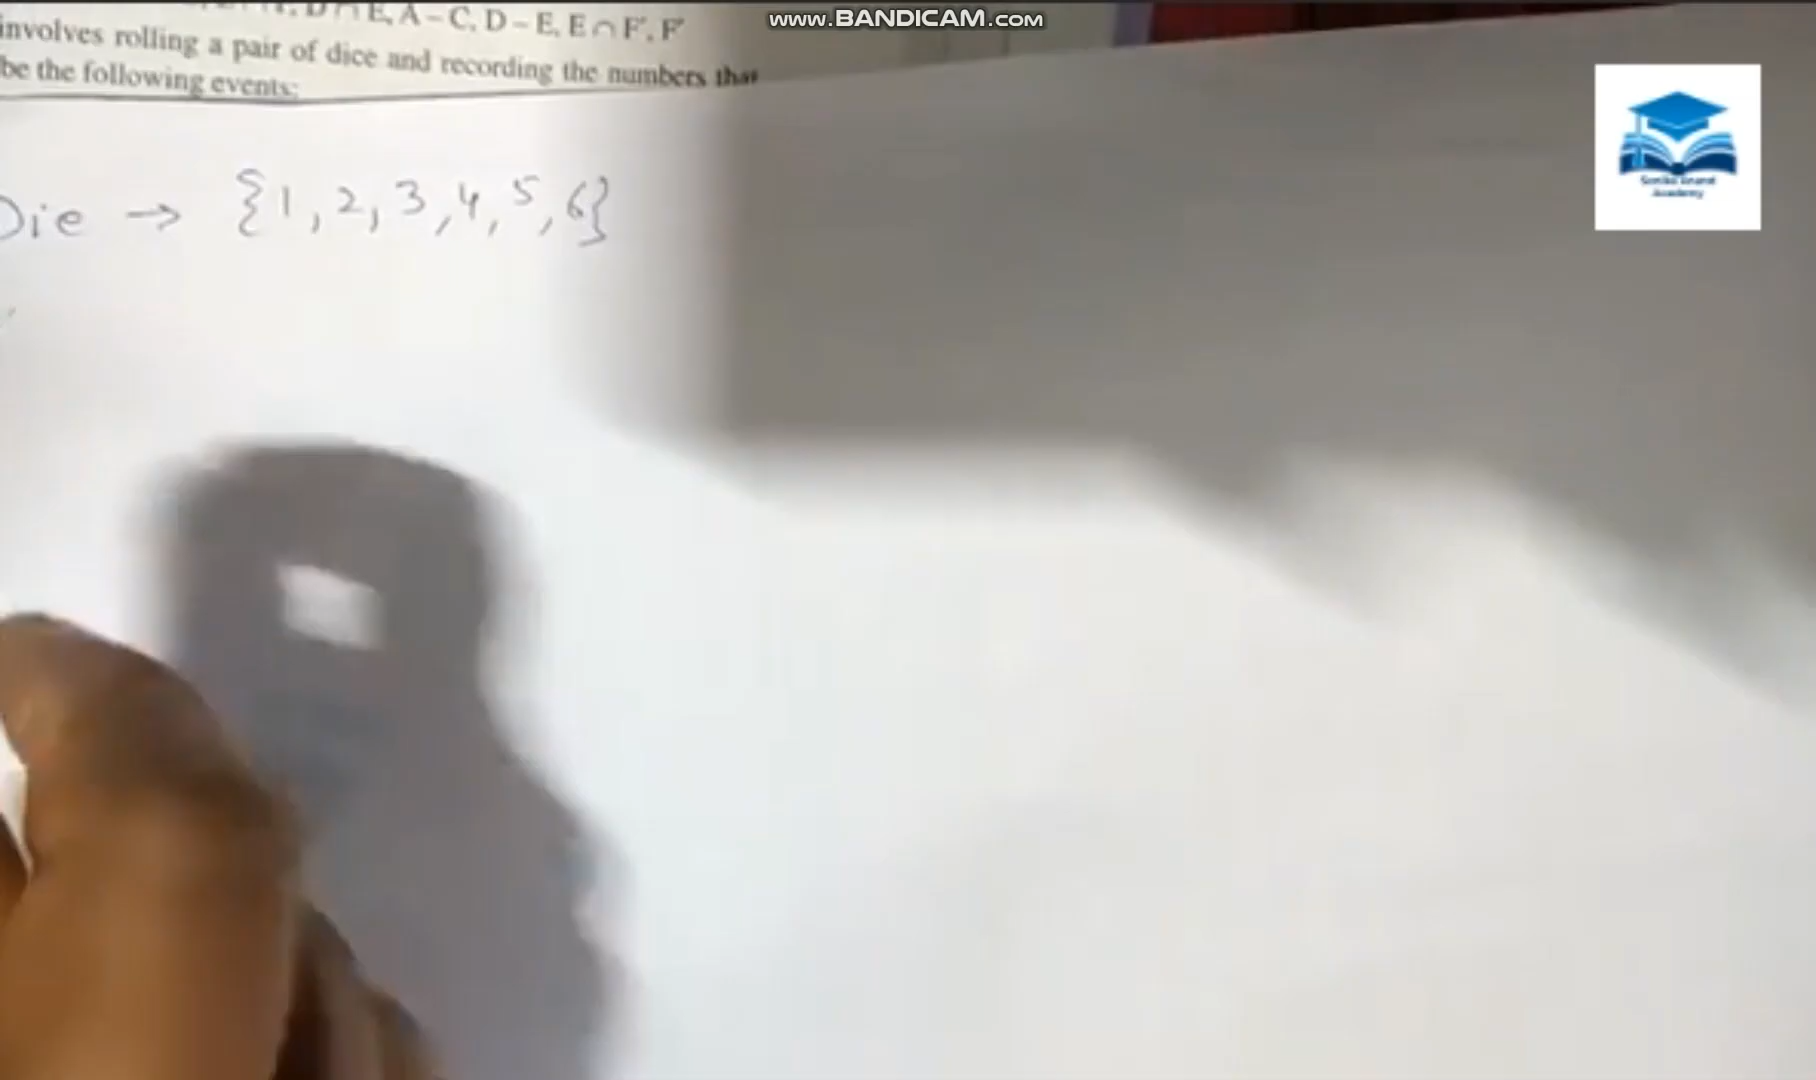 www.BANDICAM.com
D ∩ E, A – C, D – E, E ∩ F′, F′
involves rolling a pair of dice and recording the numbers that
be the following events:
Die → {1, 2, 3, 4, 5, 6}
Academy